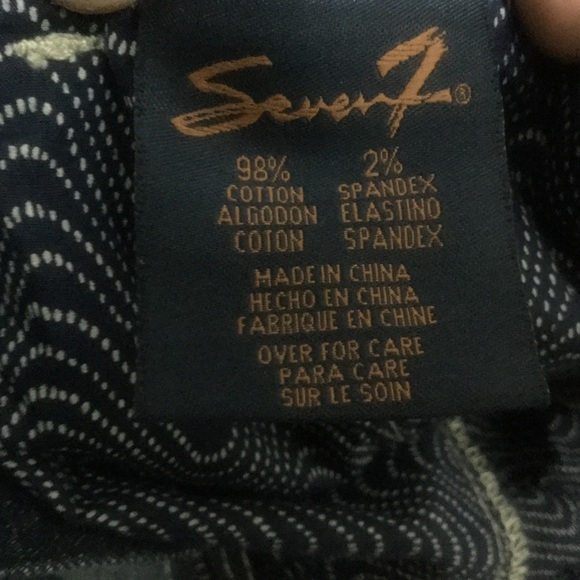 Seven7®
98% 2%
COTTON SPANDEX
ALGODON ELASTINO
COTON SPANDEX
MADE IN CHINA
HECHO EN CHINA
FABRIQUE EN CHINE
OVER FOR CARE
PARA CARE
SUR LE SOIN